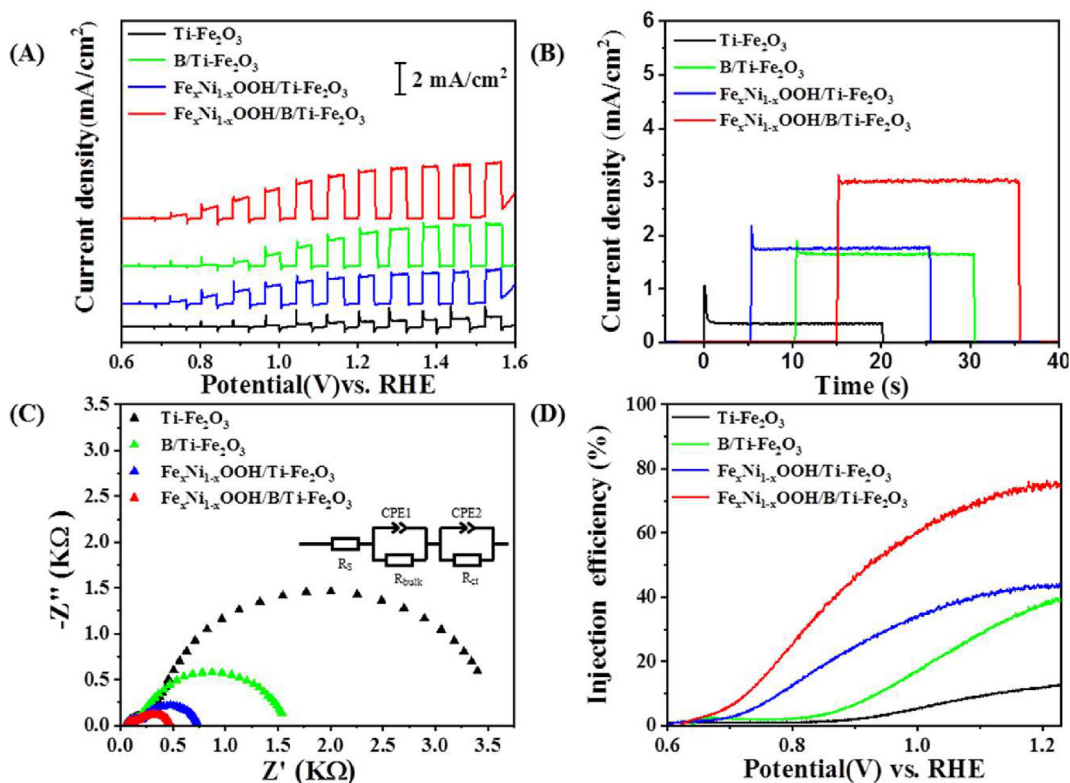 (A)
Ti-Fe₂O₃
B/Ti-Fe₂O₃
FeₓNi₁₋ₓOOH/Ti-Fe₂O₃
FeₓNi₁₋ₓOOH/B/Ti-Fe₂O₃
2 mA/cm²
Current density(mA/cm²)
0.6 0.8 1.0 1.2 1.4 1.6
Potential(V)vs. RHE
(B)
Ti-Fe₂O₃
B/Ti-Fe₂O₃
FeₓNi₁₋ₓOOH/Ti-Fe₂O₃
FeₓNi₁₋ₓOOH/B/Ti-Fe₂O₃
Current density (mA/cm²)
6
5
4
3
2
1
0
0 10 20 30 40
Time (s)
(C)
Ti-Fe₂O₃
B/Ti-Fe₂O₃
FeₓNi₁₋ₓOOH/Ti-Fe₂O₃
FeₓNi₁₋ₓOOH/B/Ti-Fe₂O₃
CPE1 CPE2
R_S R_bulk R_ct
-Z" (KΩ)
3.5
3.0
2.5
2.0
1.5
1.0
0.5
0.0
0.0 0.5 1.0 1.5 2.0 2.5 3.0 3.5
Z' (KΩ)
(D)
Ti-Fe₂O₃
B/Ti-Fe₂O₃
FeₓNi₁₋ₓOOH/Ti-Fe₂O₃
FeₓNi₁₋ₓOOH/B/Ti-Fe₂O₃
Injection efficiency (%)
100
80
60
40
20
0
0.6 0.8 1.0 1.2
Potential(V) vs. RHE